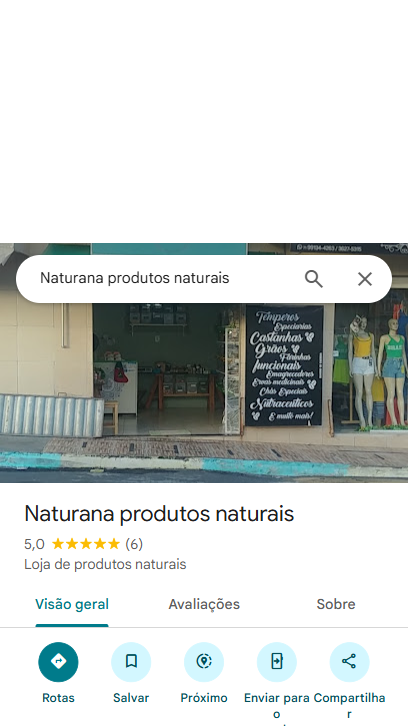 Naturana produtos naturais
Temperos
Especiarias
Castanhas
Grãos
Farinhas
funcionais
Emagrecedores
Ervas medicinais
Chás Especiais
Nutracêuticos
E muito mais!
Naturana produtos naturais
5,0 ★★★★★ (6)
Loja de produtos naturais
Visão geral Avaliações Sobre
Rotas Salvar Próximo Enviar para o Compartilhar